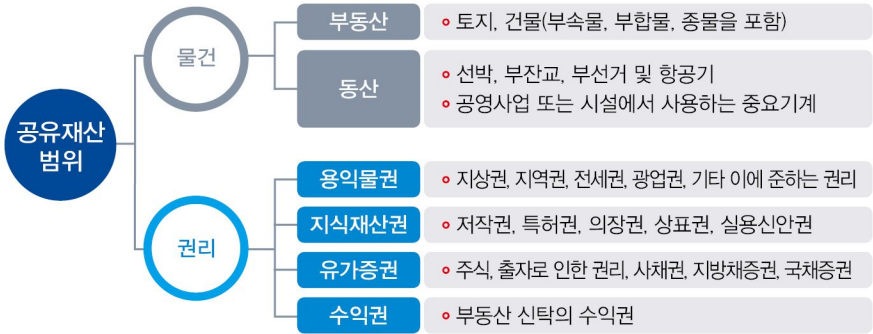 공유재산
범위
물건
부동산
토지, 건물(부속물, 부합물, 종물을 포함)
동산
선박, 부잔교, 부선거 및 항공기
공영사업 또는 시설에서 사용하는 중요기계
권리
용익물권
지상권, 지역권, 전세권, 광업권, 기타 이에 준하는 권리
지식재산권
저작권, 특허권, 의장권, 상표권, 실용신안권
유가증권
주식, 출자로 인한 권리, 사채권, 지방채증권, 국채증권
수익권
부동산 신탁의 수익권